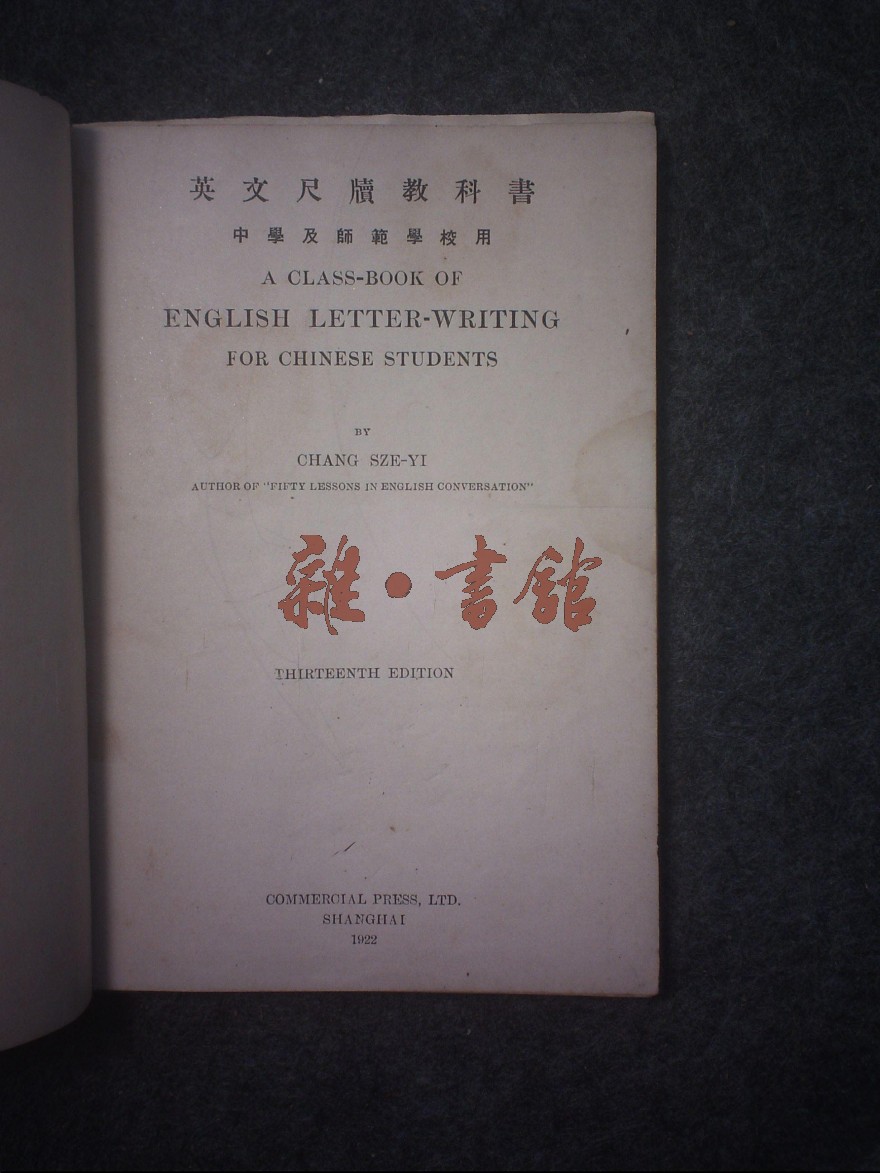 英文尺牘教科書
中學及師範學校用
A CLASS-BOOK OF
ENGLISH LETTER-WRITING
FOR CHINESE STUDENTS
BY
CHANG SZE-YI
AUTHOR OF "FIFTY LESSONS IN ENGLISH CONVERSATION"
雜·書館
THIRTEENTH EDITION
COMMERCIAL PRESS, LTD.
SHANGHAI
1922